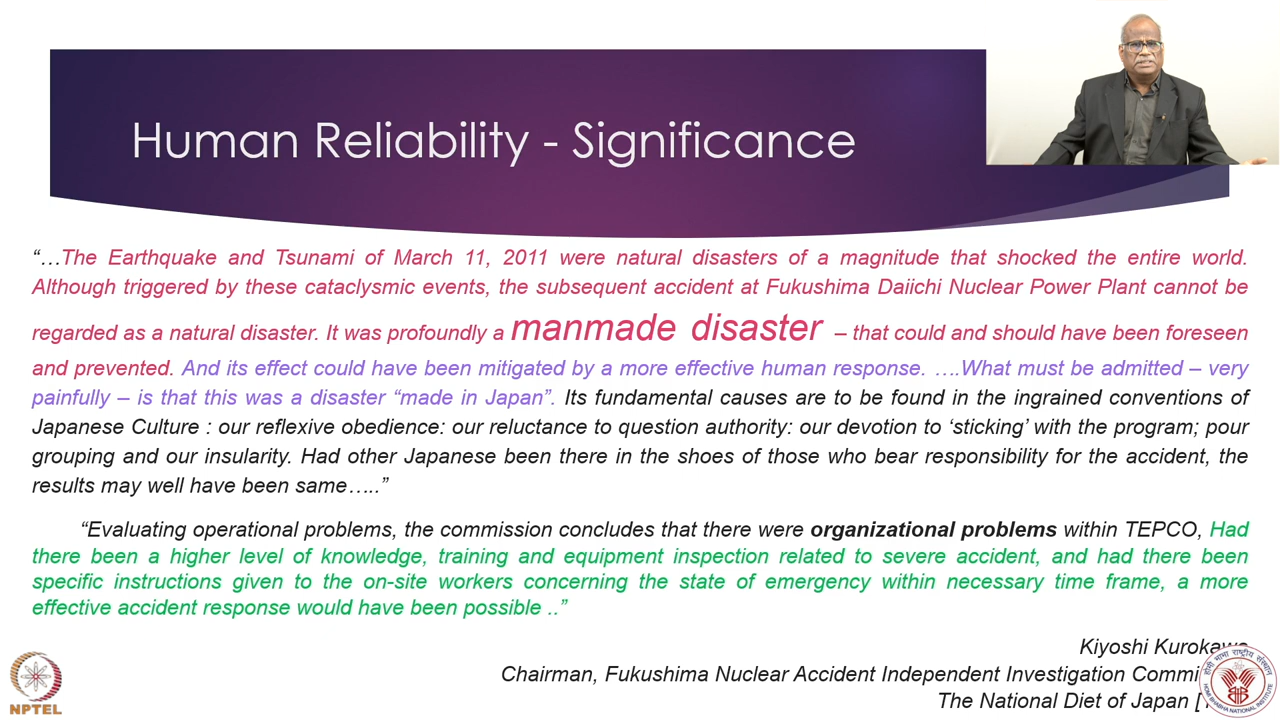 Human Reliability - Significance
“…The Earthquake and Tsunami of March 11, 2011 were natural disasters of a magnitude that shocked the entire world.
Although triggered by these cataclysmic events, the subsequent accident at Fukushima Daiichi Nuclear Power Plant cannot be
regarded as a natural disaster. It was profoundly a manmade disaster – that could and should have been foreseen
and prevented. And its effect could have been mitigated by a more effective human response. ….What must be admitted – very
painfully – is that this was a disaster “made in Japan”. Its fundamental causes are to be found in the ingrained conventions of
Japanese Culture : our reflexive obedience: our reluctance to question authority: our devotion to ‘sticking’ with the program; pour
grouping and our insularity. Had other Japanese been there in the shoes of those who bear responsibility for the accident, the
results may well have been same…..”
“Evaluating operational problems, the commission concludes that there were organizational problems within TEPCO, Had
there been a higher level of knowledge, training and equipment inspection related to severe accident, and had there been
specific instructions given to the on-site workers concerning the state of emergency within necessary time frame, a more
effective accident response would have been possible ..”
Kiyoshi
Chairman, Fukushima Nuclear Accident Independent Investigation
The National Diet of Japan [
NPTEL
होमी भाभा राष्ट्रीय संस्थान
HOMI BHABHA NATIONAL INSTITUTE